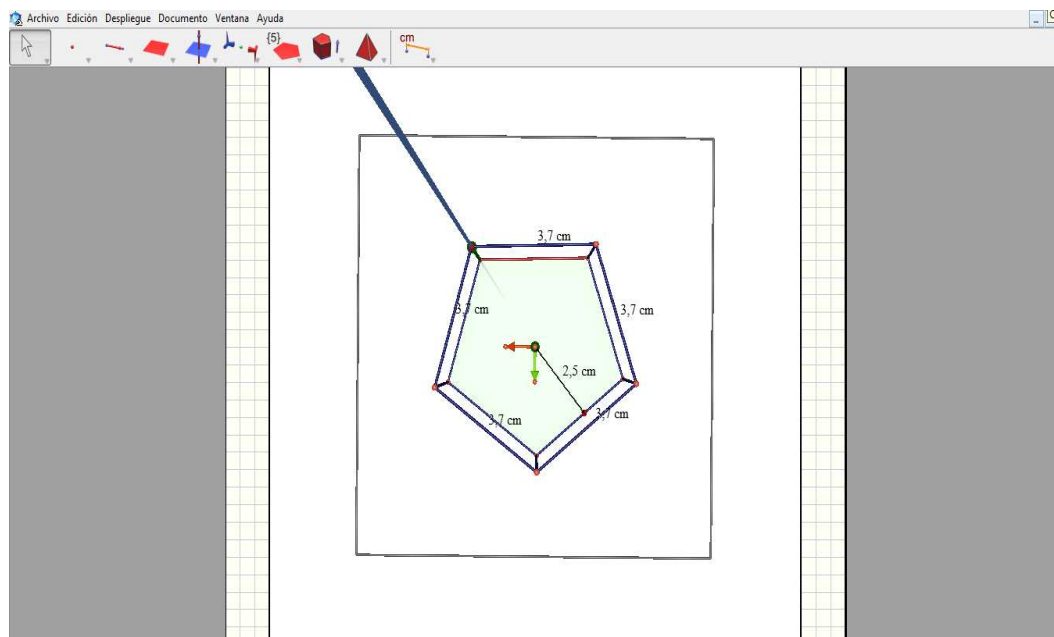 Archivo Edición Despliegue Documento Ventana Ayuda
{5}
cm
3,7 cm
3,7 cm
3,7 cm
2,5 cm
3,7 cm
3,7 cm